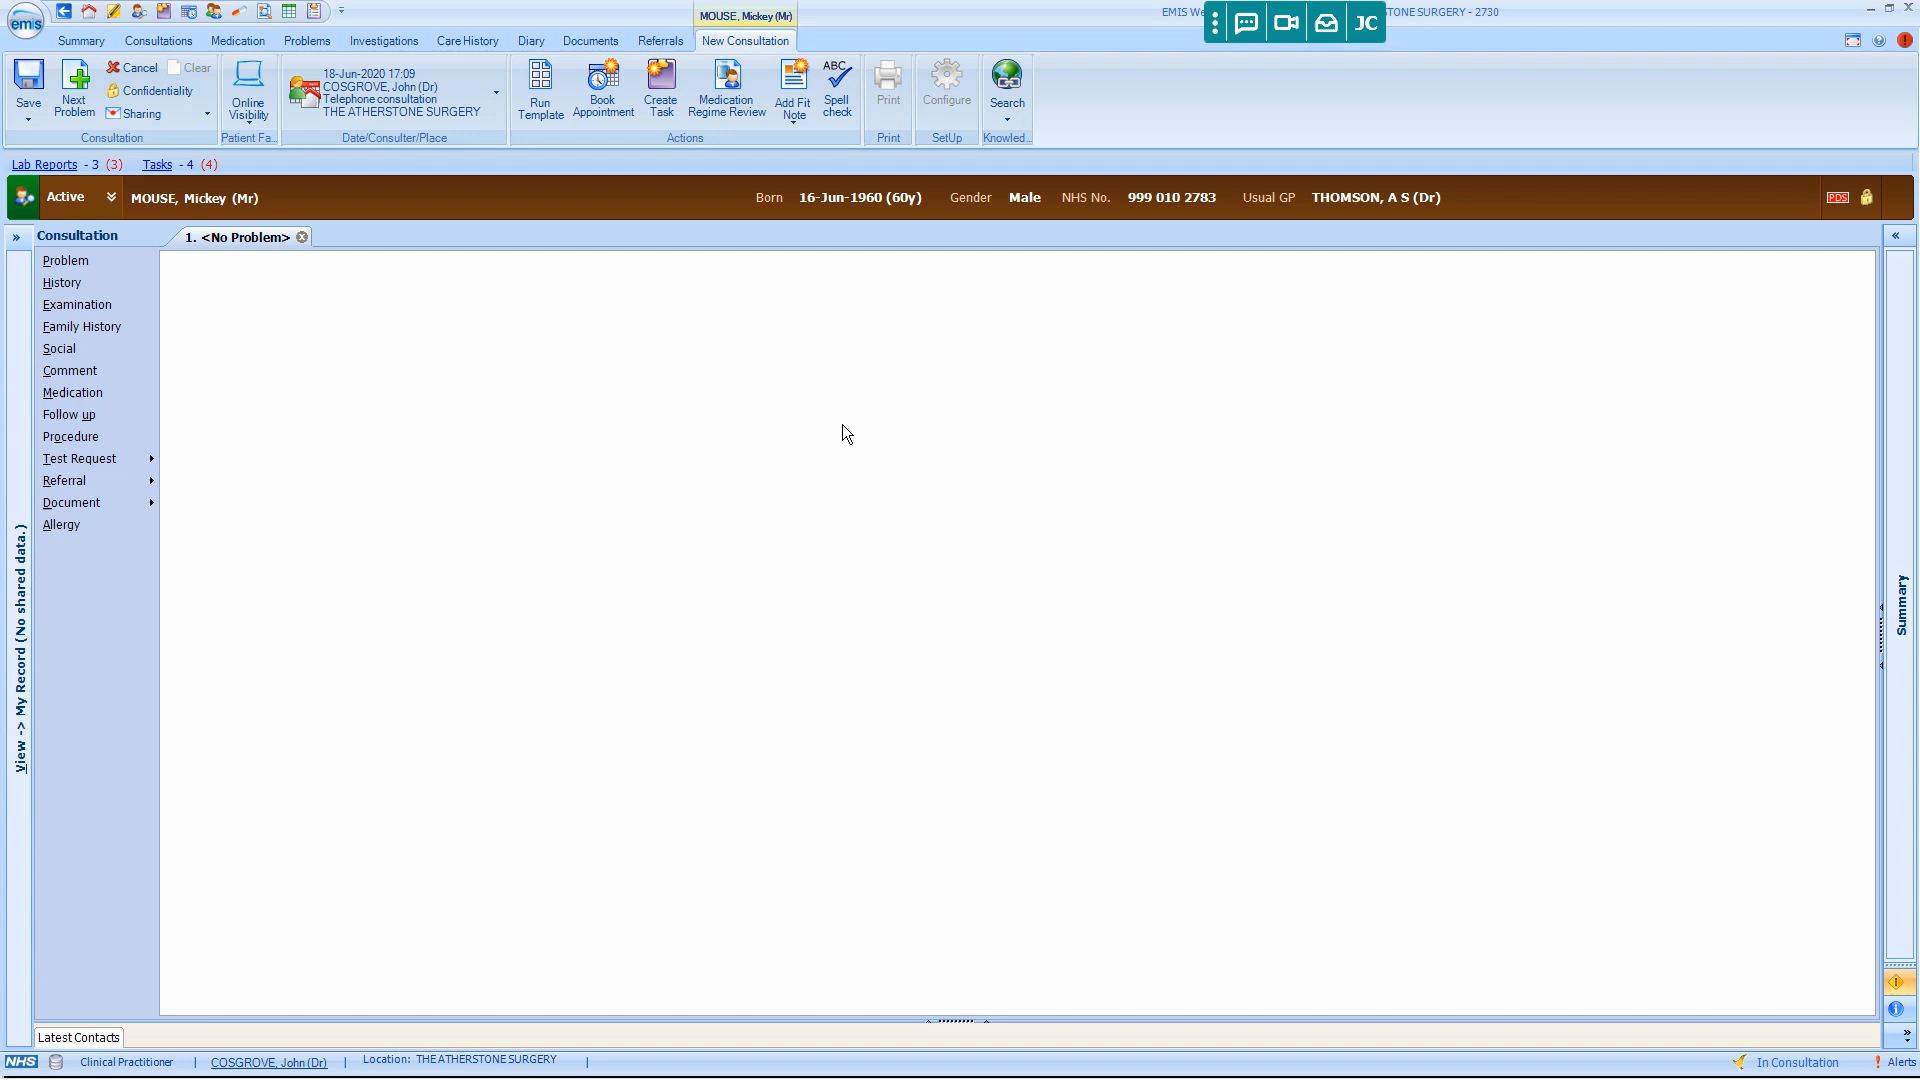 emis
MOUSE, Mickey (Mr)
EMIS We
STONE SURGERY - 2730
JC
Summary Consultations Medication Problems Investigations Care History Diary Documents Referrals New Consultation
Save
Next Problem
Cancel
Clear
Confidentiality
Sharing
Consultation
Online Visibility
Patient Fa...
18-Jun-2020 17:09
COSGROVE, John (Dr)
Telephone consultation
THE ATHERSTONE SURGERY
Date/Consulter/Place
Run Template
Book Appointment
Create Task
Medication Regime Review
Add Fit Note
ABC
Spell check
Actions
Print
Print
Configure
SetUp
Search
Knowled...
Lab Reports - 3 (3) Tasks - 4 (4)
Active MOUSE, Mickey (Mr) Born 16-Jun-1960 (60y) Gender Male NHS No. 999 010 2783 Usual GP THOMSON, A S (Dr) PDS
Consultation
1. <No Problem>
Problem
History
Examination
Family History
Social
Comment
Medication
Follow up
Procedure
Test Request
Referral
Document
Allergy
View -> My Record (No shared data.)
Summary
Latest Contacts
NHS Clinical Practitioner | COSGROVE, John (Dr) | Location: THE ATHERSTONE SURGERY | In Consultation ! Alerts